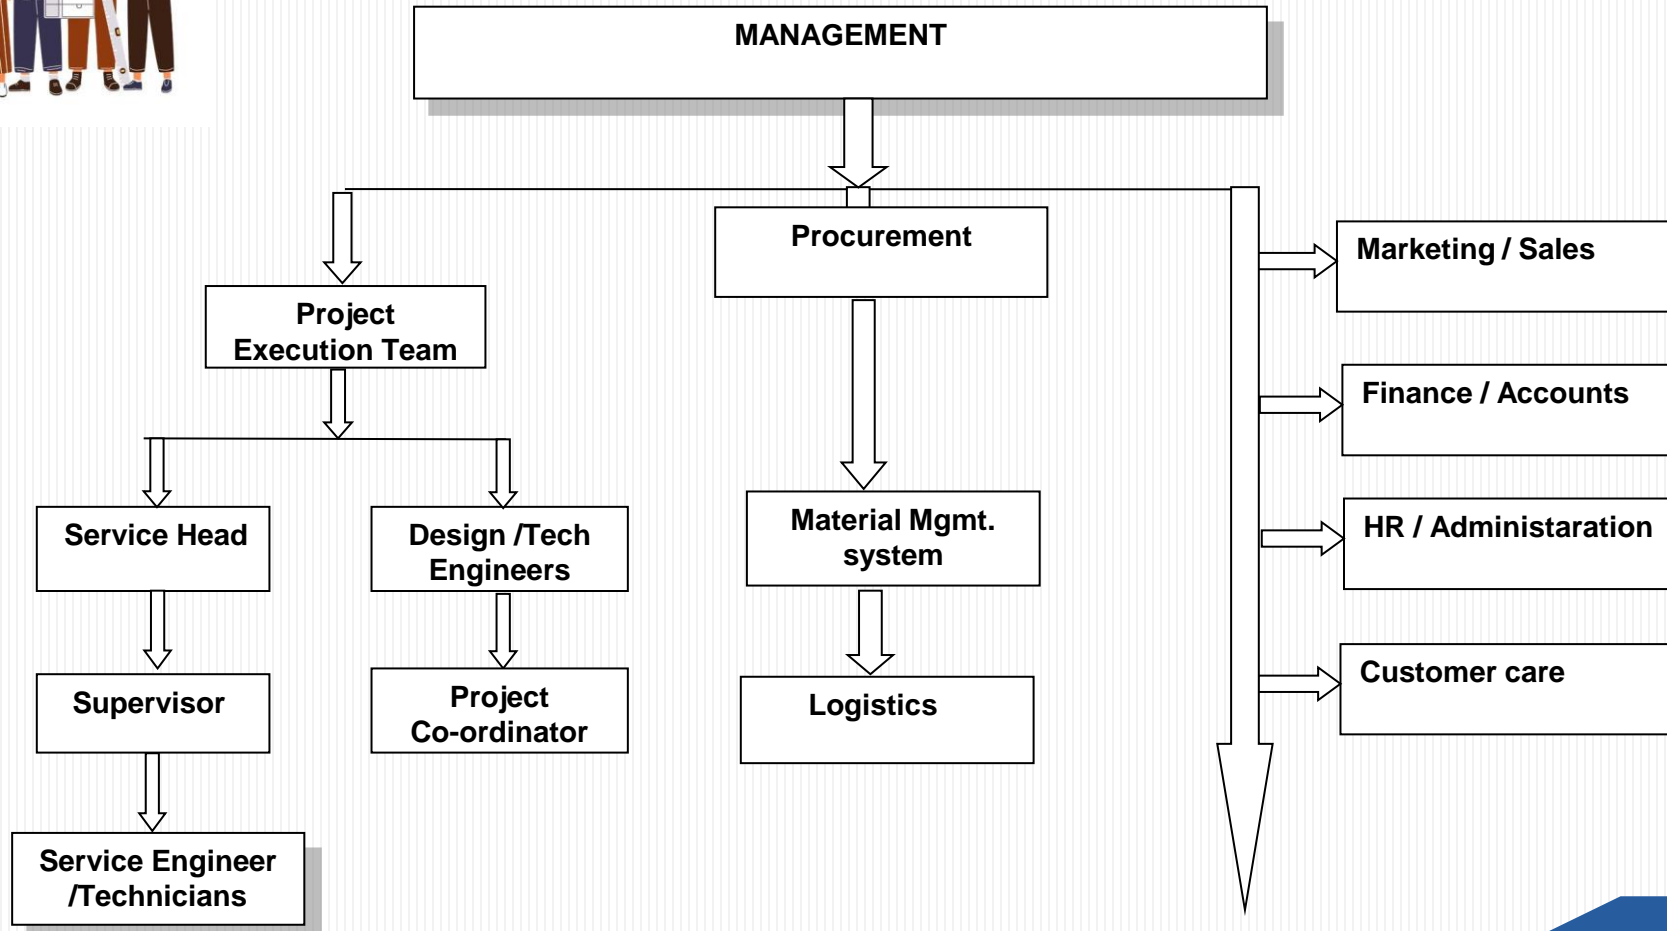 MANAGEMENT
Procurement
Marketing / Sales
Project
Execution Team
Finance / Accounts
Service Head
Design /Tech
Engineers
Material Mgmt.
system
HR / Administaration
Supervisor
Project
Co-ordinator
Logistics
Customer care
Service Engineer
/Technicians